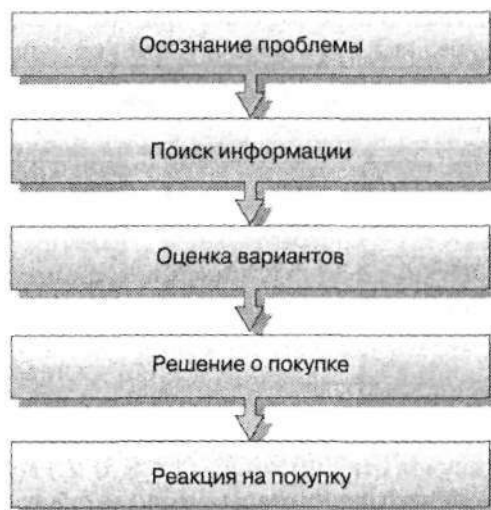 Осознание проблемы
Поиск информации
Оценка вариантов
Решение о покупке
Реакция на покупку